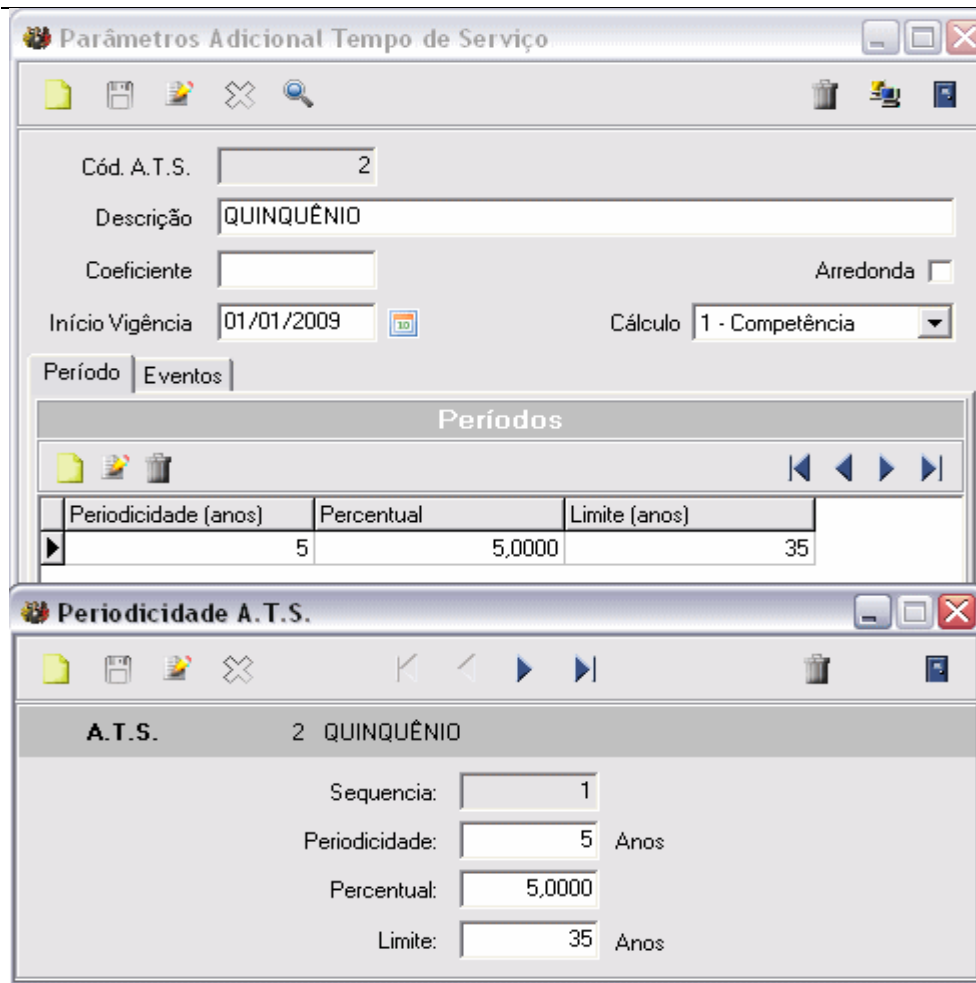 Parâmetros Adicional Tempo de Serviço
Cód. A.T.S. 2
Descrição QUINQUÊNIO
Coeficiente Arredonda
Início Vigência 01/01/2009 Cálculo 1 - Competência
Período Eventos
Períodos
Periodicidade (anos) Percentual Limite (anos)
5 5,0000 35
Periodicidade A.T.S.
A.T.S. 2 QUINQUÊNIO
Sequencia: 1
Periodicidade: 5 Anos
Percentual: 5,0000
Limite: 35 Anos